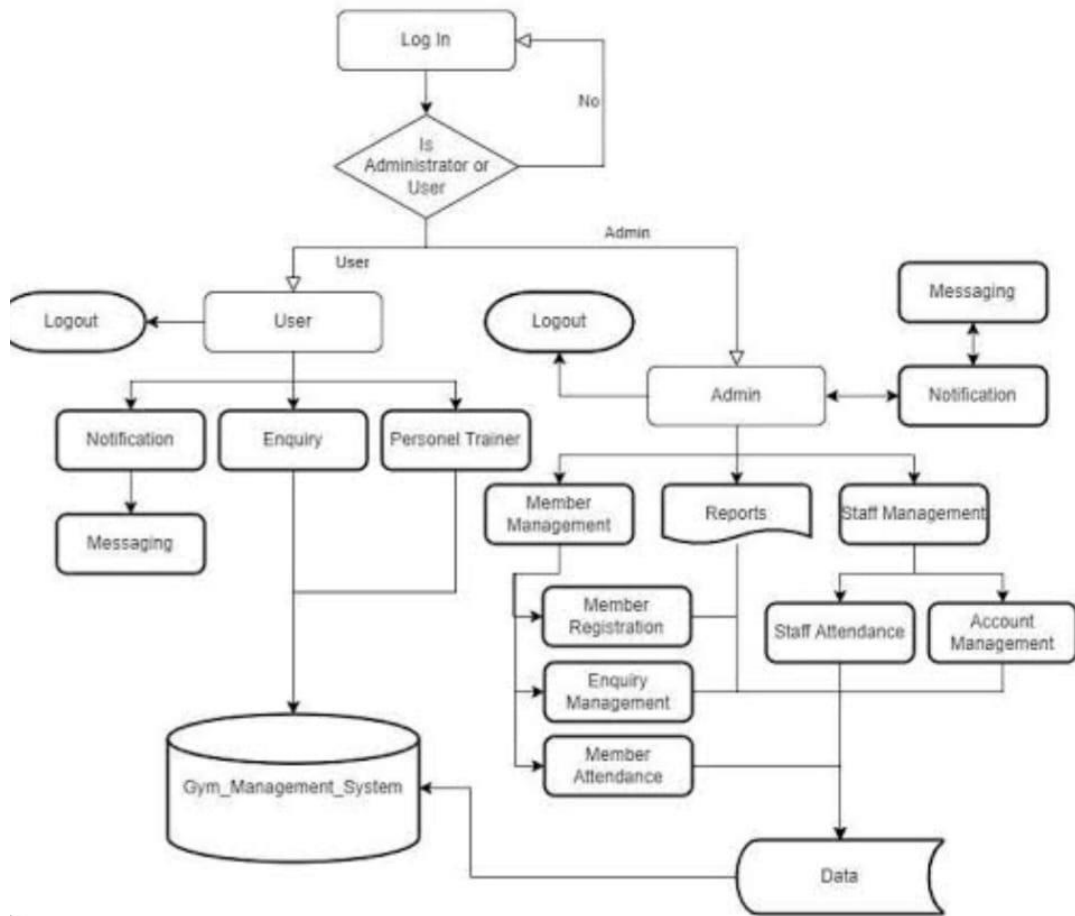 Log In
No
Is
Administrator or
User
Admin
User
Messaging
Logout
User
Logout
Admin
Notification
Notification
Enquiry
Personel Trainer
Member
Management
Reports
Staff Management
Messaging
Member
Registration
Staff Attendance
Account
Management
Enquiry
Management
Member
Attendance
Gym_Management_System
Data